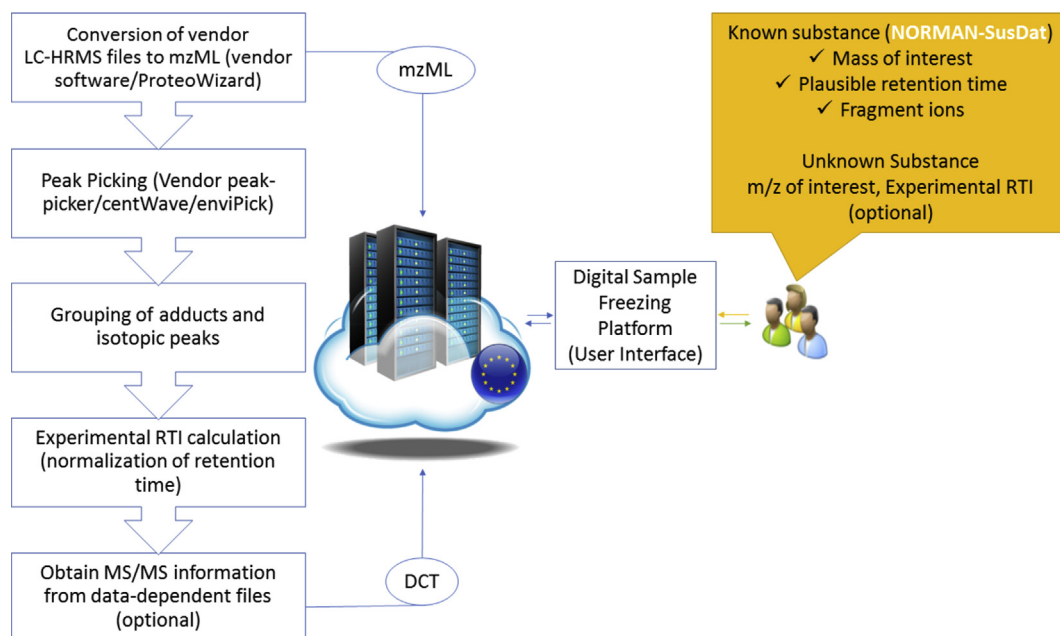 Conversion of vendor
LC-HRMS files to mzML (vendor
software/ProteoWizard)
mzML
Peak Picking (Vendor peak-
picker/centWave/enviPick)
Grouping of adducts and
isotopic peaks
Experimental RTI calculation
(normalization of retention
time)
Obtain MS/MS information
from data-dependent files
(optional)
DCT
Digital Sample
Freezing
Platform
(User Interface)
Known substance (NORMAN-SusDat)
✓ Mass of interest
✓ Plausible retention time
✓ Fragment ions
Unknown Substance
m/z of interest, Experimental RTI
(optional)